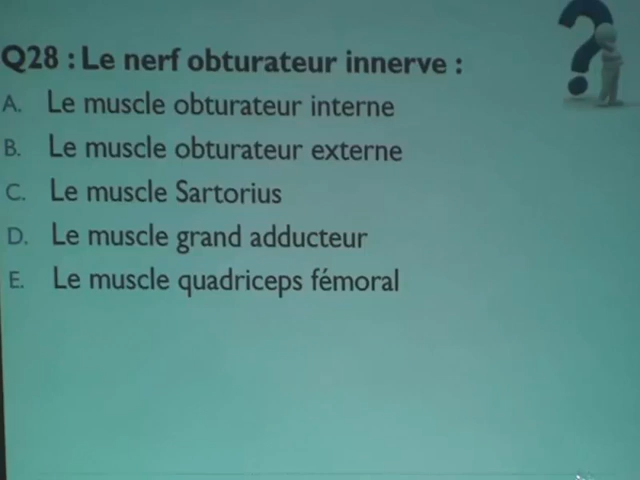 Q28 : Le nerf obturateur innerve :
A. Le muscle obturateur interne
B. Le muscle obturateur externe
C. Le muscle Sartorius
D. Le muscle grand adducteur
E. Le muscle quadriceps fémoral